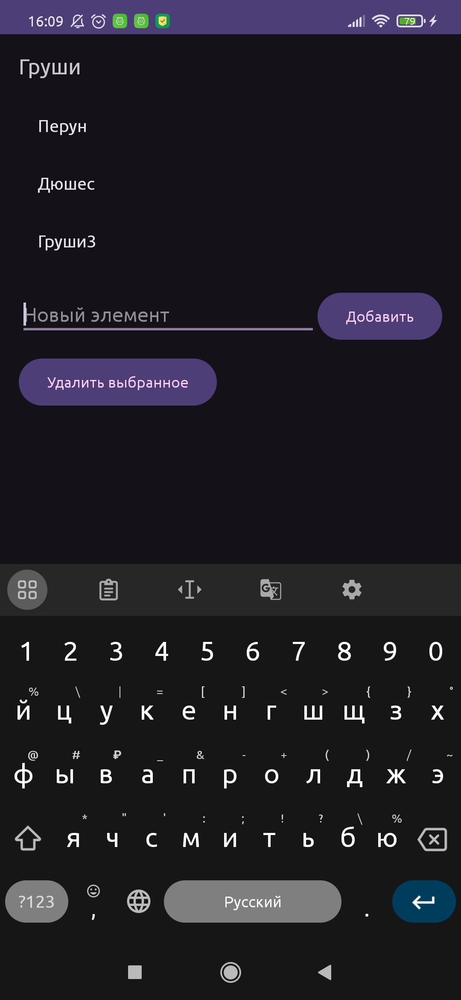 16:09 79
Груши
Перун
Дюшес
Груши3
Новый элемент Добавить
Удалить выбранное
1 2 3 4 5 6 7 8 9 0
% \ | = [ ] < > { } °
й ц у к е н г ш щ з х
@ # ₽ _ & - + ( ) / ~
ф ы в а п р о л д ж э
* " ' : ; ! ? \ %
я ч с м и т ь б ю
?123 , Русский .